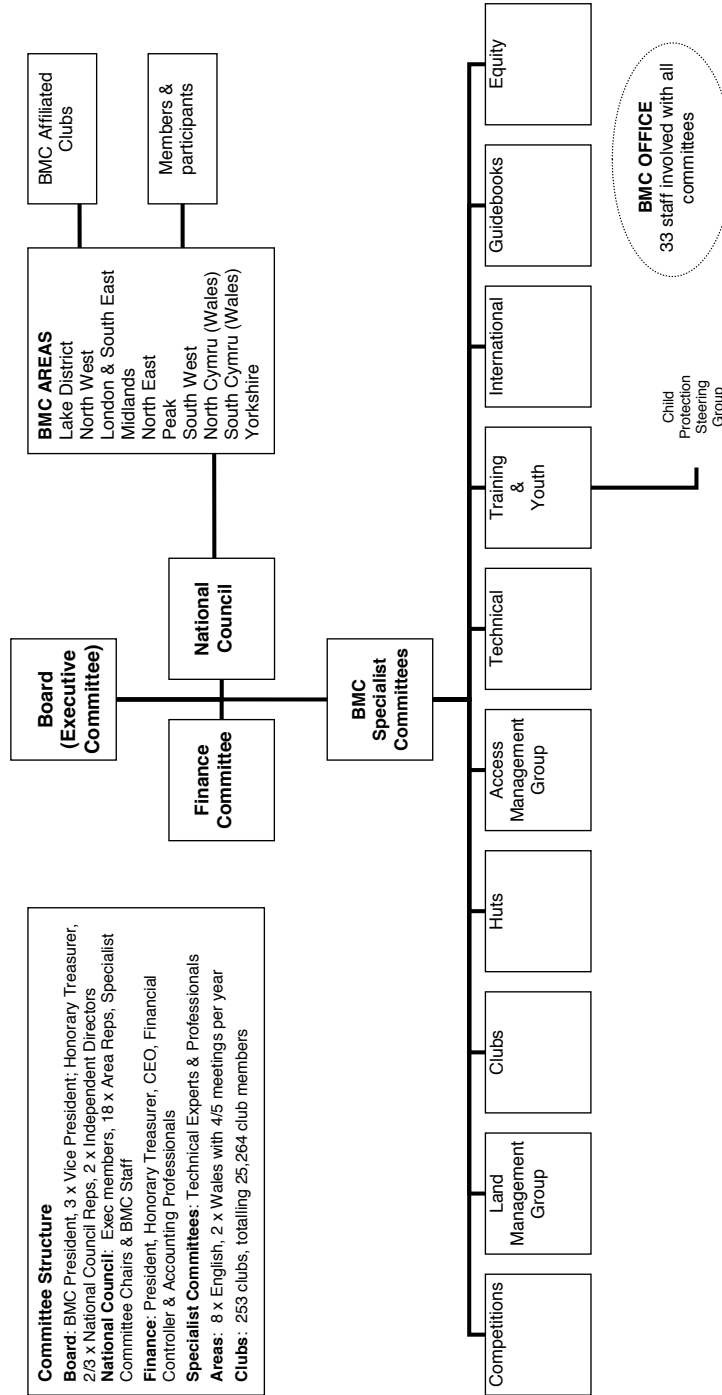 Committee Structure
Board: BMC President, 3 x Vice President; Honorary Treasurer,
2/3 x National Council Reps, 2 x Independent Directors
National Council: Exec members, 18 x Area Reps, Specialist
Committee Chairs & BMC Staff
Finance: President, Honorary Treasurer, CEO, Financial
Controller & Accounting Professionals
Specialist Committees: Technical Experts & Professionals
Areas: 8 x English, 2 x Wales with 4/5 meetings per year
Clubs: 253 clubs, totalling 25,264 club members
Board
(Executive
Committee)
Finance
Committee
National
Council
BMC AREAS
Lake District
North West
London & South East
Midlands
North East
Peak
South West
North Cymru (Wales)
South Cymru (Wales)
Yorkshire
BMC Affiliated
Clubs
Members &
participants
BMC
Specialist
Committees
Competitions
Land
Management
Group
Clubs
Huts
Access
Management
Group
Technical
Training
&
Youth
International
Guidebooks
Equity
Child
Protection
Steering
Group
BMC OFFICE
33 staff involved with all
committees